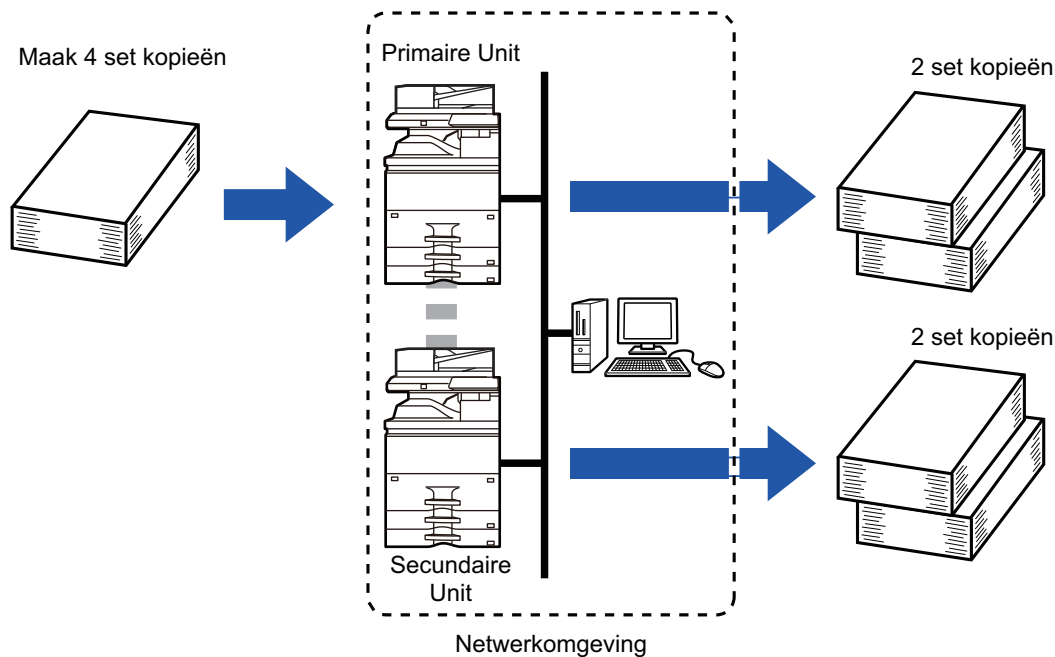 Maak 4 set kopieën
Primaire Unit
2 set kopieën
2 set kopieën
Secundaire
Unit
Netwerkomgeving